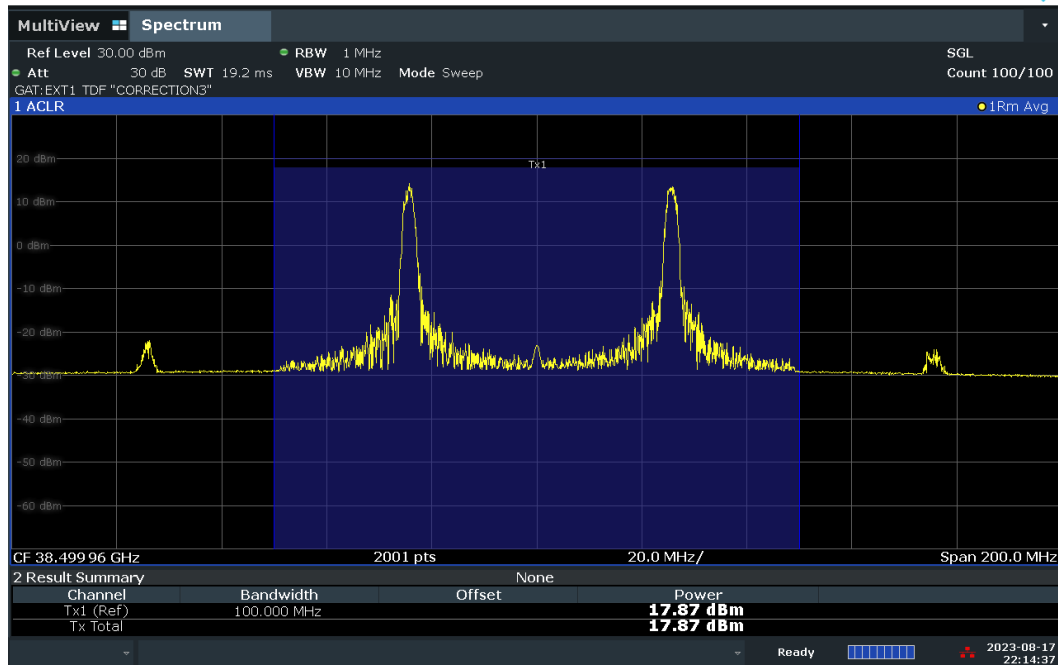 MultiView Spectrum
Ref Level 30.00 dBm RBW 1 MHz SGL
Att 30 dB SWT 19.2 ms VBW 10 MHz Mode Sweep Count 100/100
GAT:EXT1 TDF "CORRECTION3"
1 ACLR 1Rm Avg
20 dBm
Tx1
10 dBm
0 dBm
-10 dBm
-20 dBm
-30 dBm
-40 dBm
-50 dBm
-60 dBm
CF 38.499 96 GHz 2001 pts 20.0 MHz/ Span 200.0 MHz
2 Result Summary None
Channel Bandwidth Offset Power
Tx1 (Ref) 100.000 MHz 17.87 dBm
Tx Total 17.87 dBm
Ready 2023-08-17
22:14:37